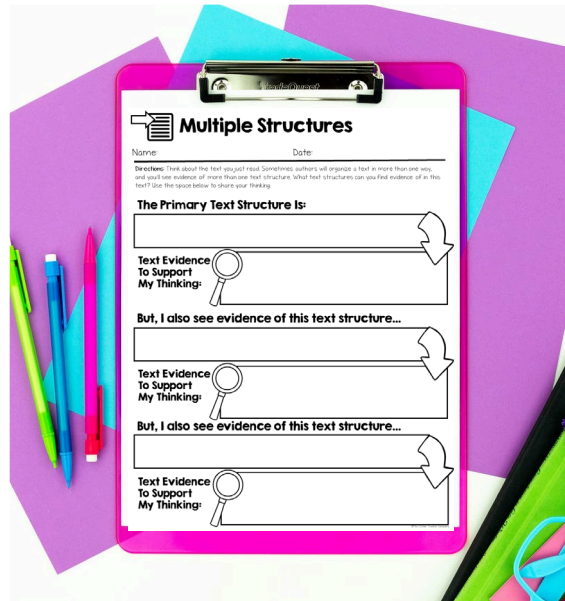 Multiple Structures
Name:
Date:
Directions: Think about the text you just read. Sometimes authors will organize a text in more than one way,
and you'll see evidence of more than one text structure. What text structures can you find evidence of in this
text? Use the space below to share your thinking.
The Primary Text Structure Is:
Text Evidence
To Support
My Thinking:
But, I also see evidence of this text structure...
Text Evidence
To Support
My Thinking:
But, I also see evidence of this text structure...
Text Evidence
To Support
My Thinking: